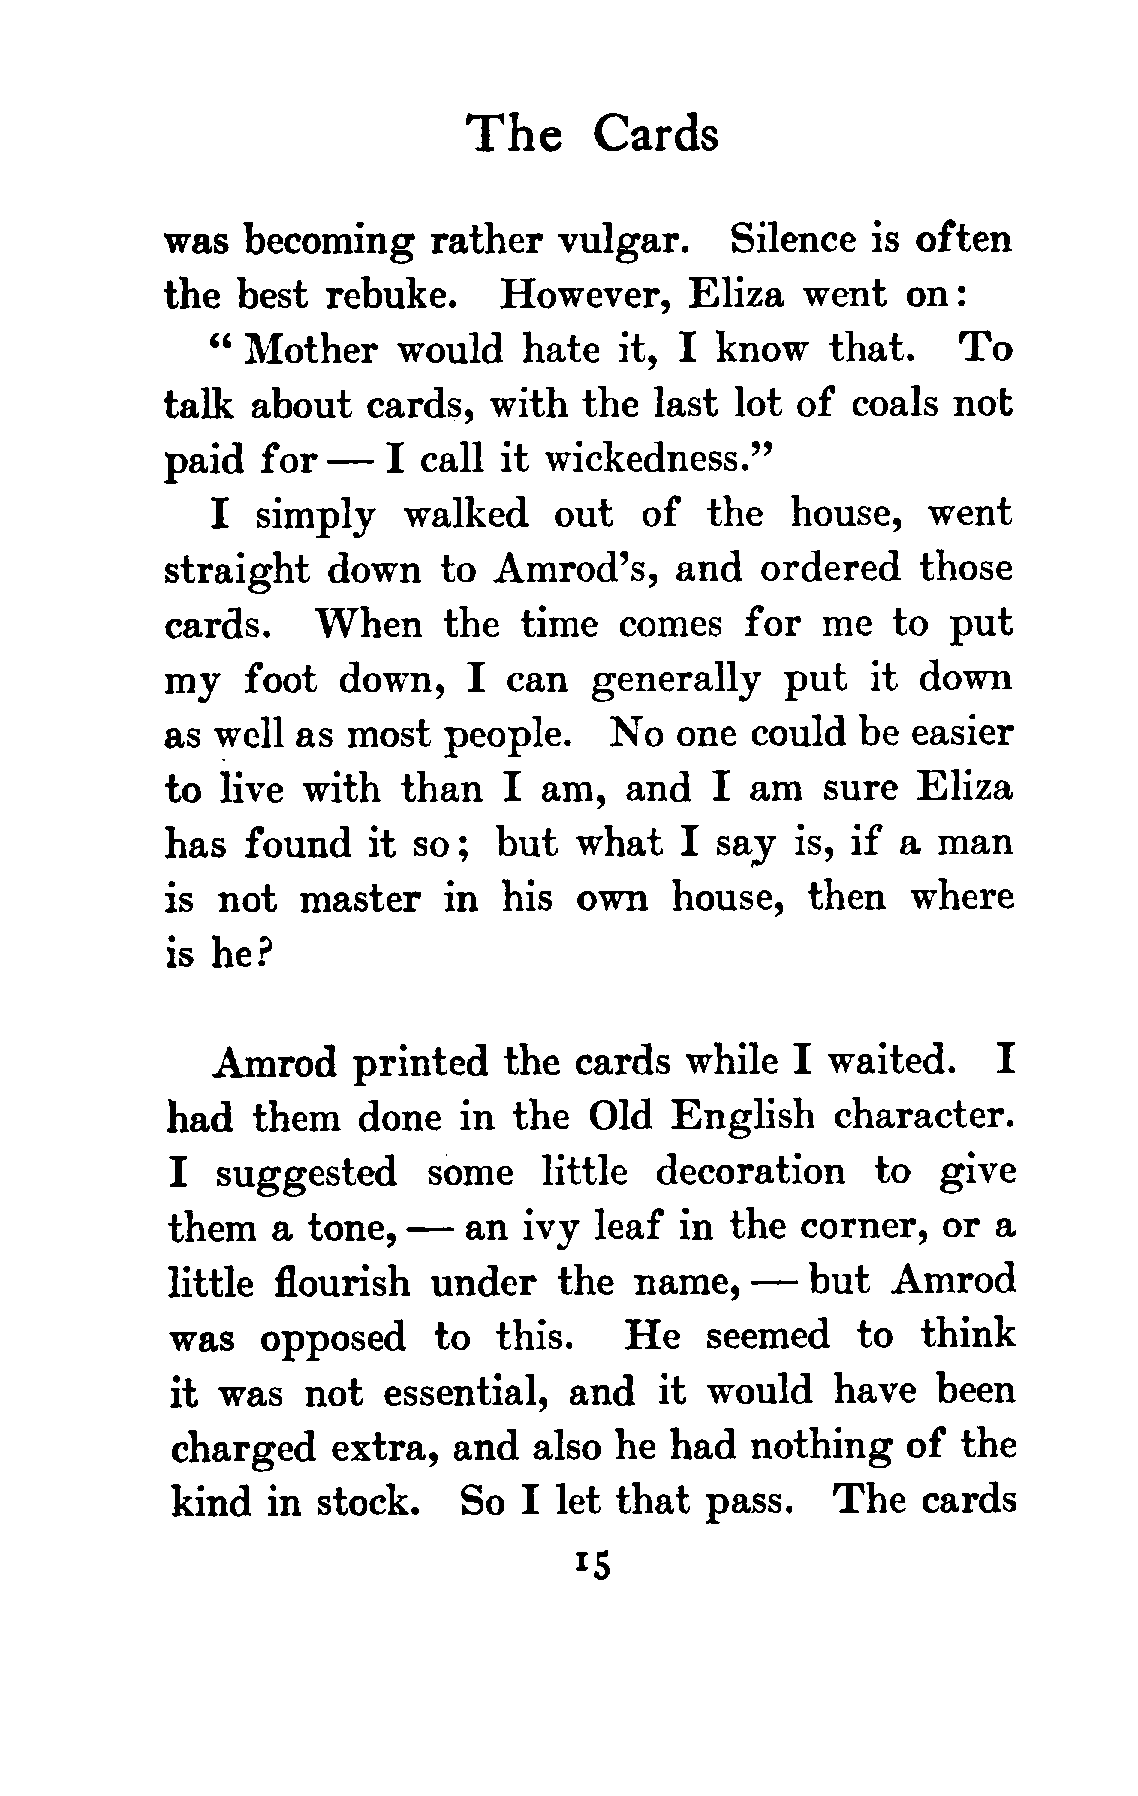 The Cards
was becoming rather vulgar. Silence is often
the best rebuke. However, Eliza went on:
“ Mother would hate it, I know that. To
talk about cards, with the last lot of coals not
paid for — I call it wickedness.”
I simply walked out of the house, went
straight down to Amrod’s, and ordered those
cards. When the time comes for me to put
my foot down, I can generally put it down
as well as most people. No one could be easier
to live with than I am, and I am sure Eliza
has found it so; but what I say is, if a man
is not master in his own house, then where
is he?
Amrod printed the cards while I waited. I
had them done in the Old English character.
I suggested some little decoration to give
them a tone, — an ivy leaf in the corner, or a
little flourish under the name, — but Amrod
was opposed to this. He seemed to think
it was not essential, and it would have been
charged extra, and also he had nothing of the
kind in stock. So I let that pass. The cards
15